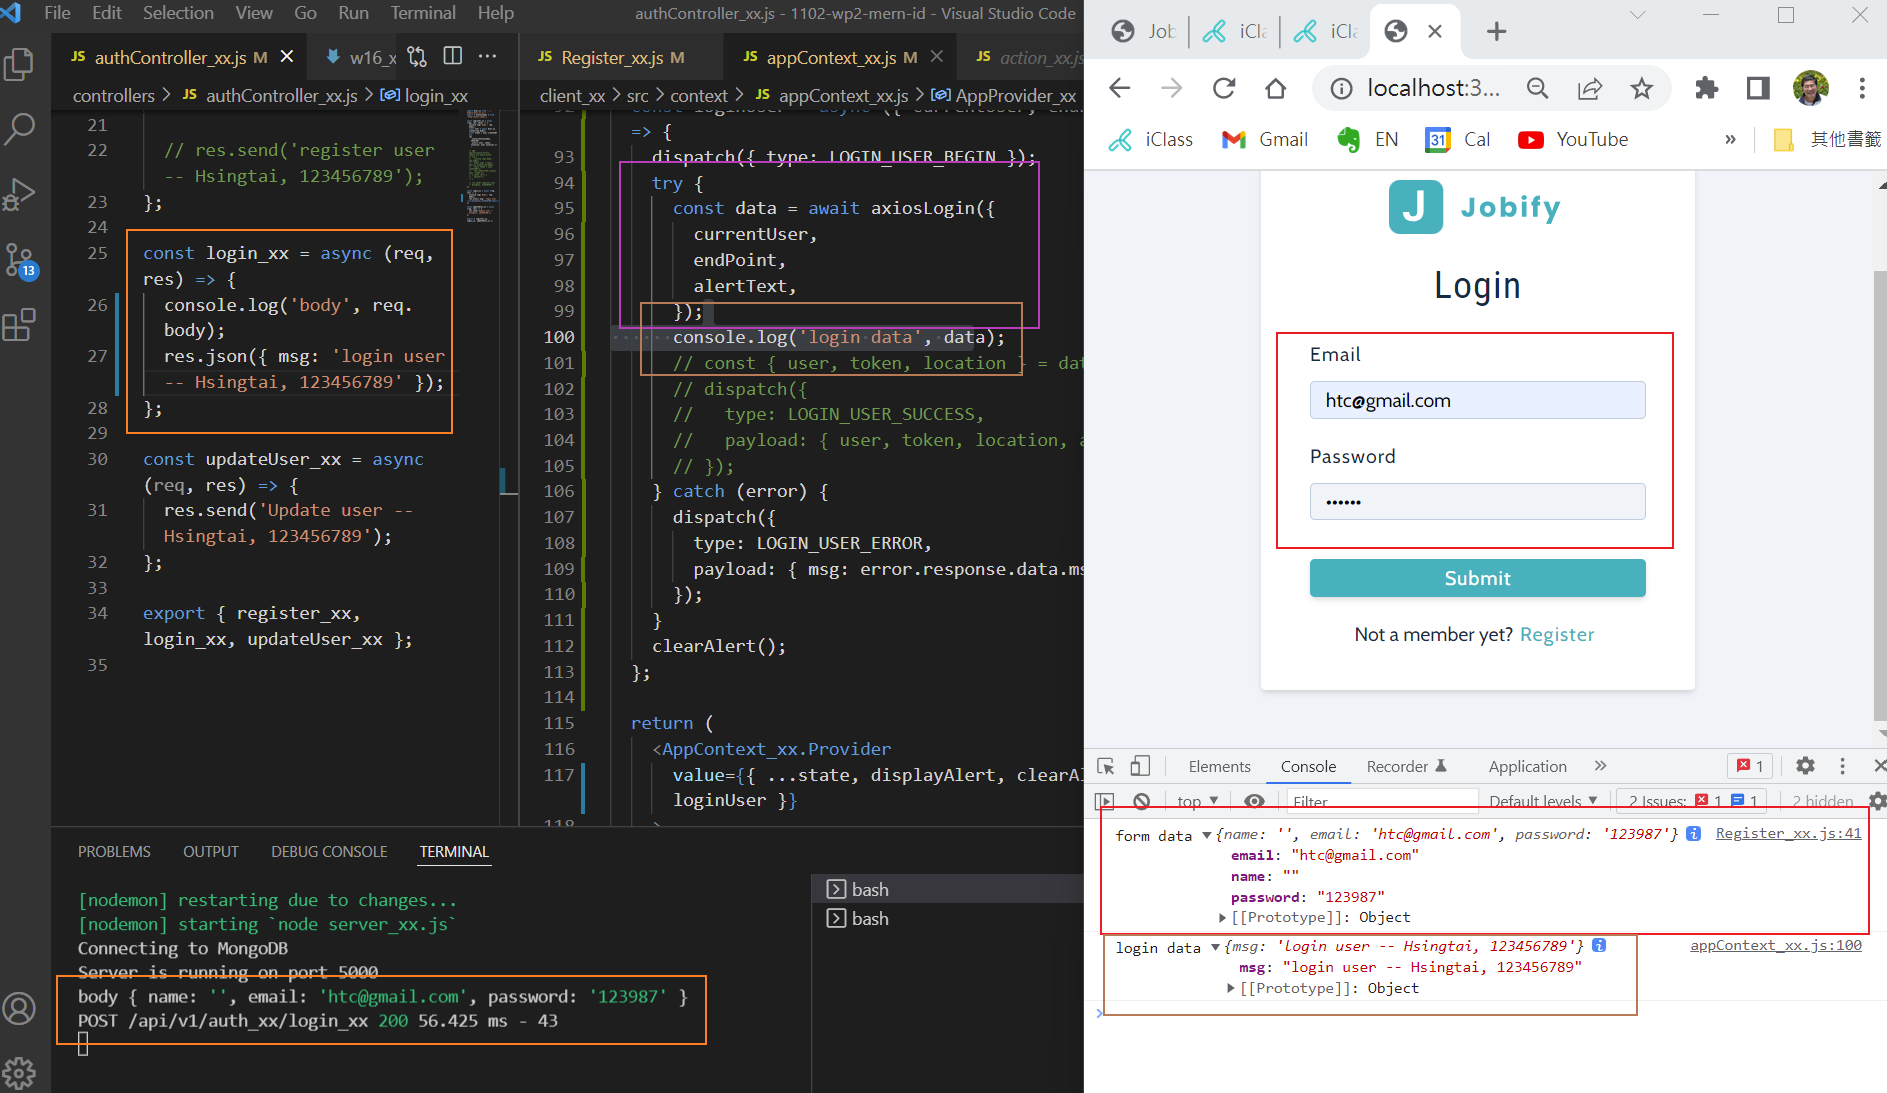 File Edit Selection View Go Run Terminal Help
authController_xx.js - 1102-wp2-mern-id - Visual Studio Code
JS authController_xx.js M
w16_x
controllers > JS authController_xx.js > login_xx
21
22 // res.send('register user
-- Hsingtai, 123456789');
23 };
24
25 const login_xx = async (req,
res) => {
26 console.log('body', req.
body);
27 res.json({ msg: 'login user
-- Hsingtai, 123456789' });
28 };
29
30 const updateUser_xx = async
(req, res) => {
31 res.send('Update user --
Hsingtai, 123456789');
32 };
33
34 export { register_xx,
login_xx, updateUser_xx };
35
13
JS Register_xx.js M
JS appContext_xx.js M
JS action_xx.js
client_xx > src > context > JS appContext_xx.js > AppProvider_xx
=> {
93 dispatch({ type: LOGIN_USER_BEGIN });
94 try {
95 const data = await axiosLogin({
96 currentUser,
97 endPoint,
98 alertText,
99 });
100 console.log('login data', data);
101 // const { user, token, location } = dat
102 // dispatch({
103 // type: LOGIN_USER_SUCCESS,
104 // payload: { user, token, location, a
105 // });
106 } catch (error) {
107 dispatch({
108 type: LOGIN_USER_ERROR,
109 payload: { msg: error.response.data.ms
110 });
111 }
112 clearAlert();
113 };
114
115 return (
116 <AppContext_xx.Provider
117 value={{ ...state, displayAlert, clearAl
loginUser }}
118 >
PROBLEMS OUTPUT DEBUG CONSOLE TERMINAL
[nodemon] restarting due to changes...
[nodemon] starting `node server_xx.js`
Connecting to MongoDB
Server is running on port 5000
body { name: '', email: 'htc@gmail.com', password: '123987' }
POST /api/v1/auth_xx/login_xx 200 56.425 ms - 43
bash
bash
Job iCla iCla
localhost:3...
iClass Gmail EN 31 Cal YouTube » 其他書籤
J Jobify
Login
Email
htc@gmail.com
Password
••••••
Submit
Not a member yet? Register
Elements Console Recorder Application » 1
top Filter Default levels 2 Issues: 1 1 2 hidden
form data {name: '', email: 'htc@gmail.com', password: '123987'} Register_xx.js:41
email: "htc@gmail.com"
name: ""
password: "123987"
[[Prototype]]: Object
login data {msg: 'login user -- Hsingtai, 123456789'} appContext_xx.js:100
msg: "login user -- Hsingtai, 123456789"
[[Prototype]]: Object